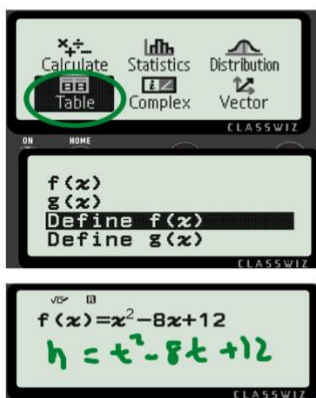 Calculate Statistics Distribution
Table Complex Vector
CLASSWIZ
ON HOME
f(x)
g(x)
Define f(x)
Define g(x)
CLASSWIZ
f(x)=x²−8x+12
h = t²-8t+12
CLASSWIZ